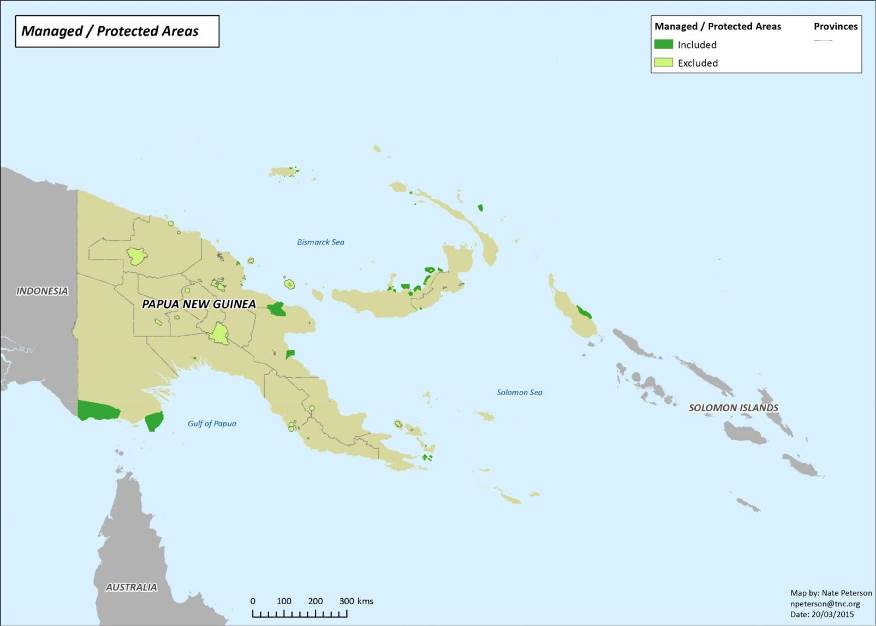 Managed / Protected Areas
Managed / Protected Areas Provinces
Included
Excluded
Bismarck Sea
INDONESIA
PAPUA NEW GUINEA
Solomon Sea
SOLOMON ISLANDS
Gulf of Papua
AUSTRALIA
0 100 200 300 kms
Map by: Nate Peterson
npeterson@tnc.org
Date: 20/03/2015